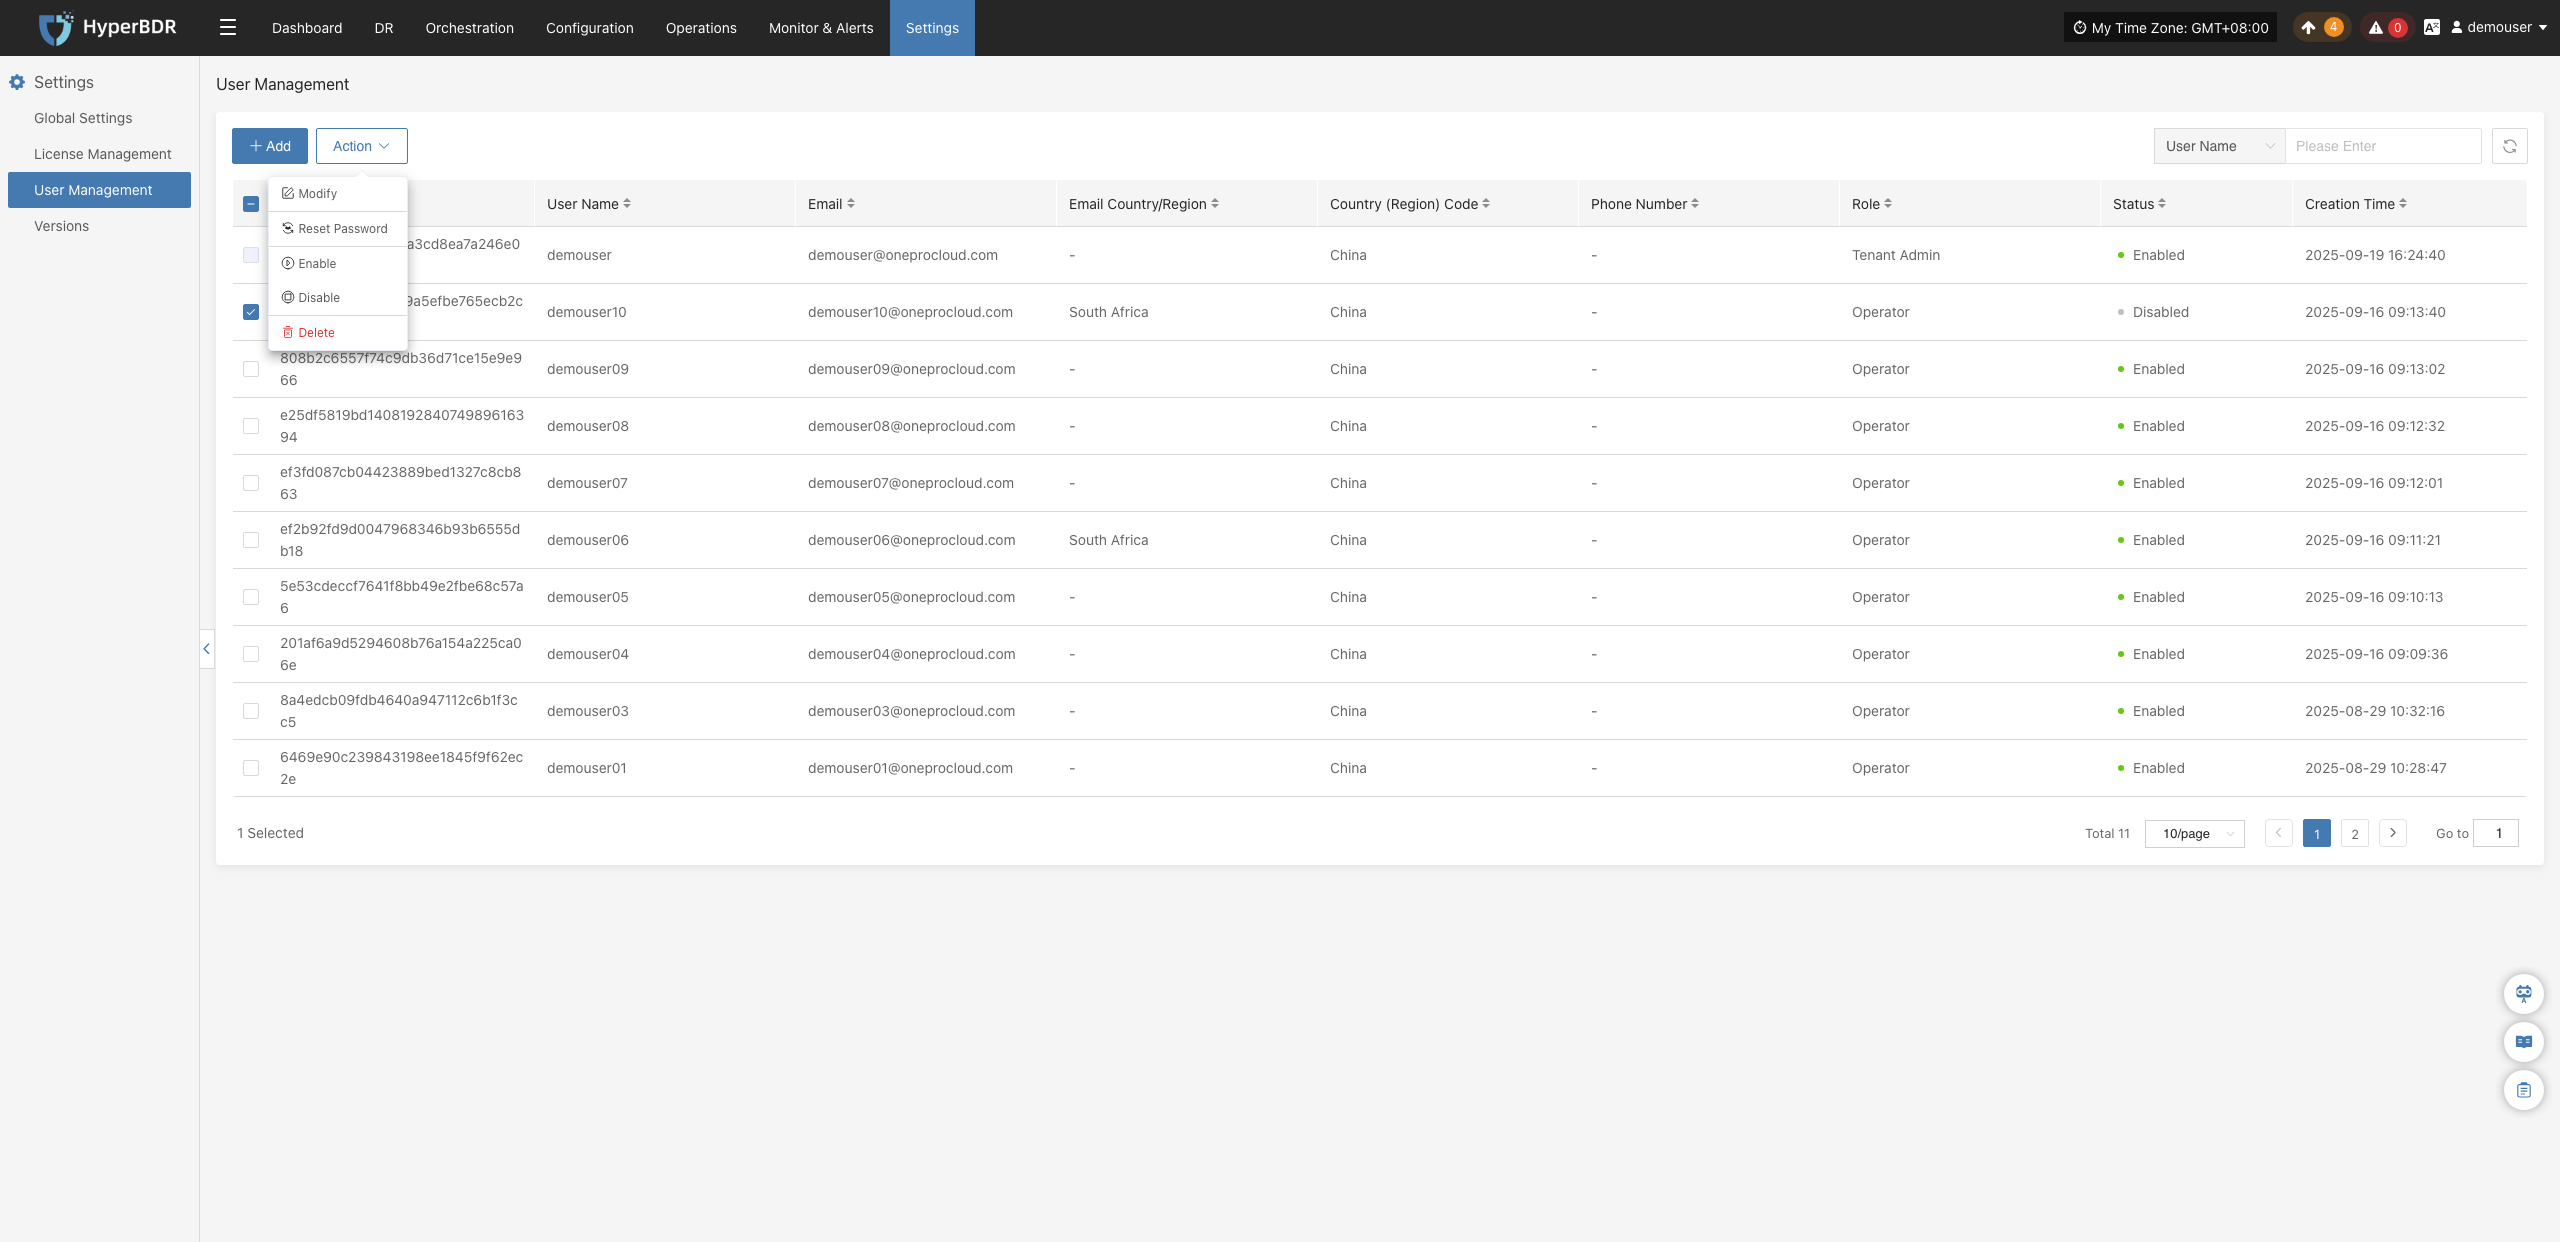 HyperBDR
Dashboard DR Orchestration Configuration Operations Monitor & Alerts Settings
My Time Zone: GMT+08:00 4 0 demouser
Settings
Global Settings
License Management
User Management
Versions
User Management
Add Action
User Name Please Enter
Modify
Reset Password
Enable
Disable
Delete
User Name Email Email Country/Region Country (Region) Code Phone Number Role Status Creation Time
a3cd8ea7a246e0
demouser demouser@oneprocloud.com - China - Tenant Admin Enabled 2025-09-19 16:24:40
9a5efbe765ecb2c
demouser10 demouser10@oneprocloud.com South Africa China - Operator Disabled 2025-09-16 09:13:40
808b2c6557f74c9db36d71ce15e9e9
66
demouser09 demouser09@oneprocloud.com - China - Operator Enabled 2025-09-16 09:13:02
e25df5819bd1408192840749896163
94
demouser08 demouser08@oneprocloud.com - China - Operator Enabled 2025-09-16 09:12:32
ef3fd087cb04423889bed1327c8cb8
63
demouser07 demouser07@oneprocloud.com - China - Operator Enabled 2025-09-16 09:12:01
ef2b92fd9d0047968346b93b6555d
b18
demouser06 demouser06@oneprocloud.com South Africa China - Operator Enabled 2025-09-16 09:11:21
5e53cdeccf7641f8bb49e2fbe68c57a
6
demouser05 demouser05@oneprocloud.com - China - Operator Enabled 2025-09-16 09:10:13
201af6a9d5294608b76a154a225ca0
6e
demouser04 demouser04@oneprocloud.com - China - Operator Enabled 2025-09-16 09:09:36
8a4edcb09fdb4640a947112c6b1f3c
c5
demouser03 demouser03@oneprocloud.com - China - Operator Enabled 2025-08-29 10:32:16
6469e90c239843198ee1845f9f62ec
2e
demouser01 demouser01@oneprocloud.com - China - Operator Enabled 2025-08-29 10:28:47
1 Selected
Total 11 10/page 1 2 Go to 1